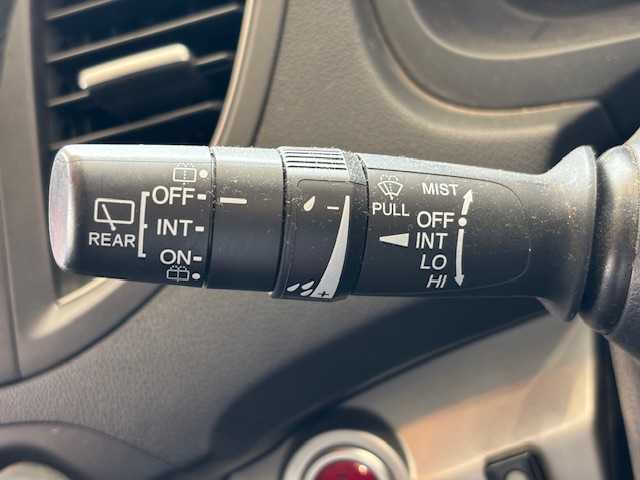 OFF
INT
ON
REAR
PULL
MIST
OFF
INT
LO
HI